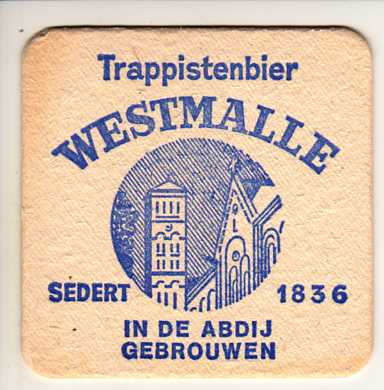 Trappistenbier
WESTMALLE
SEDERT 1836
IN DE ABDIJ
GEBROUWEN